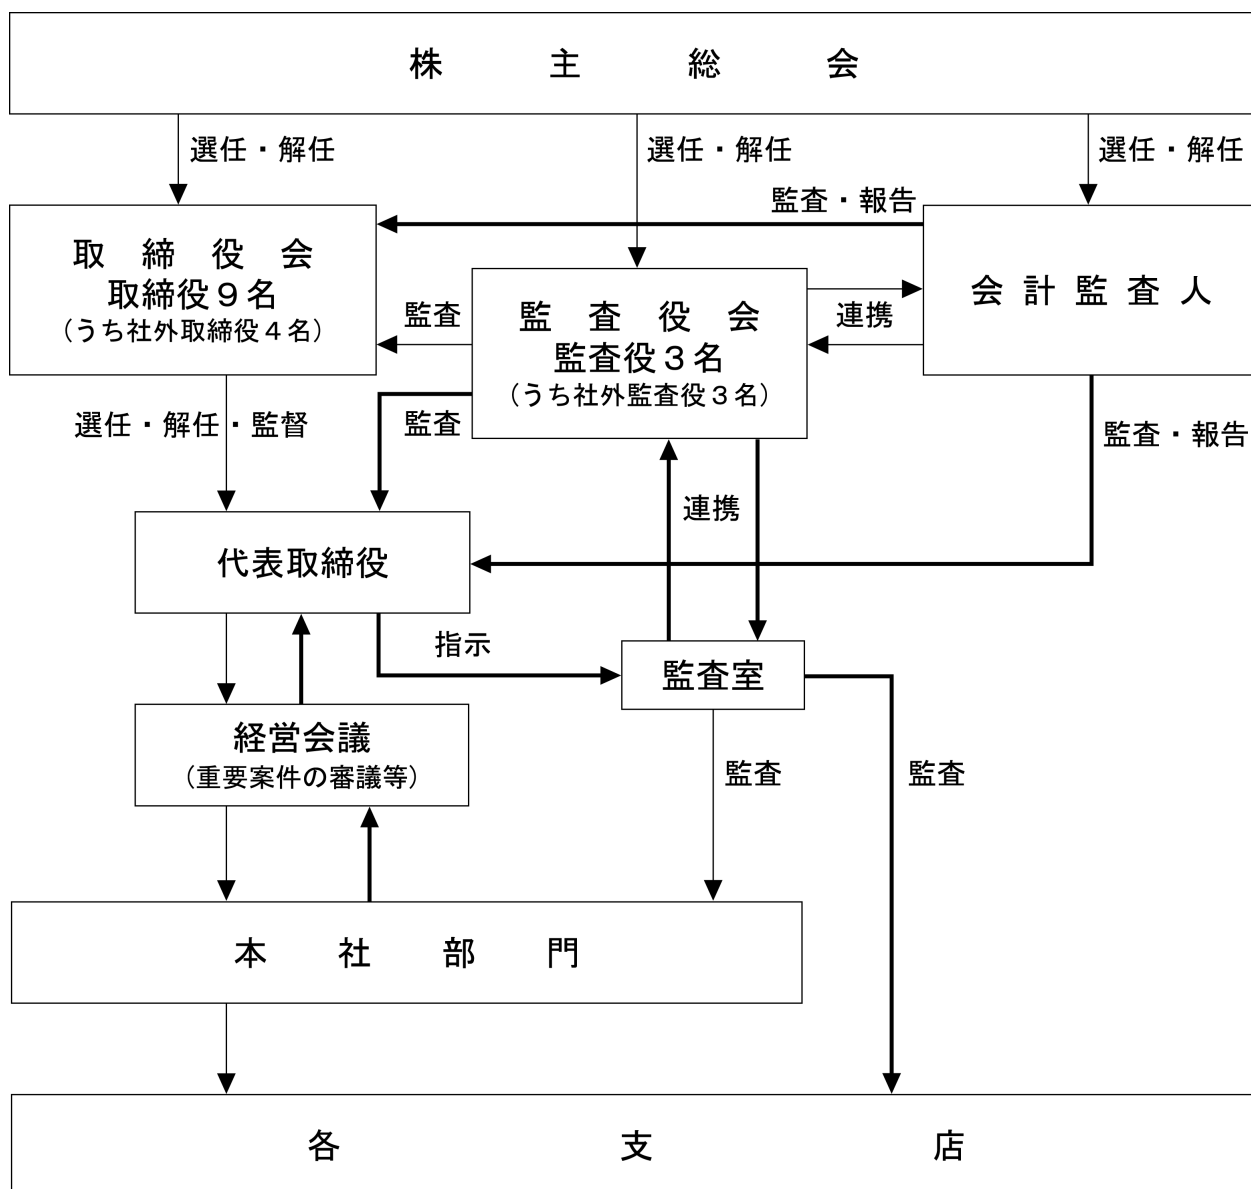 株主総会
選任・解任
選任・解任
選任・解任
監査・報告
取締役会
取締役９名
（うち社外取締役４名）
監査
監査役会
監査役３名
（うち社外監査役３名）
連携
会計監査人
選任・解任・監督
監査
監査・報告
連携
代表取締役
指示
監査室
経営会議
（重要案件の審議等）
監査
監査
本社部門
各支店